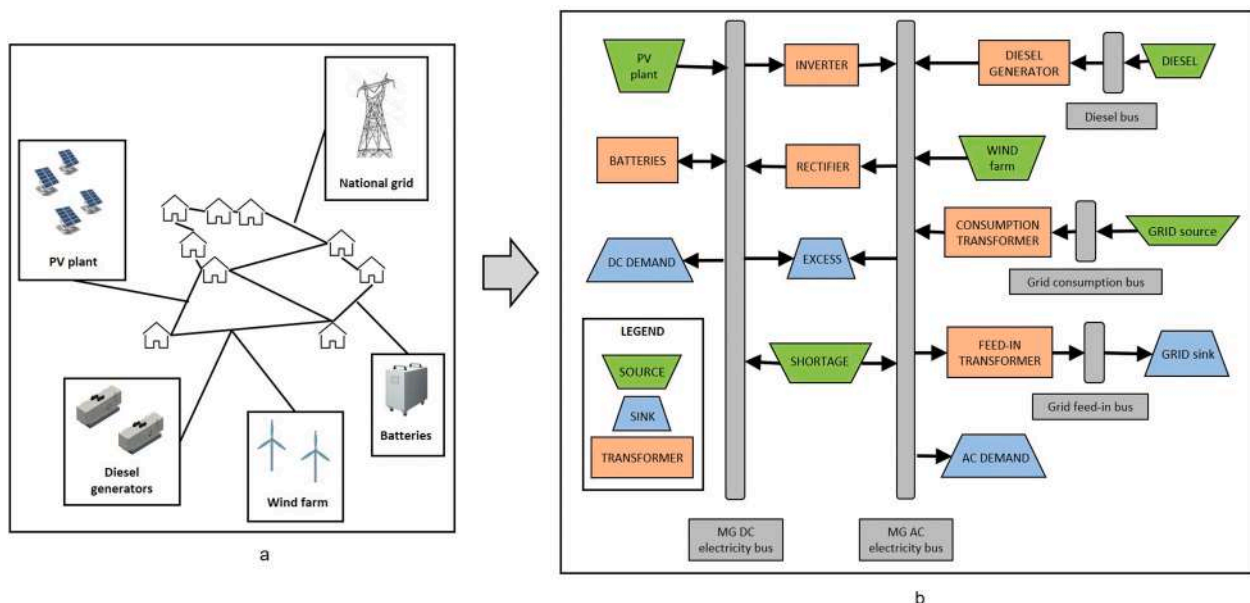 National grid
PV plant
Batteries
Diesel
generators
Wind farm
a
PV
plant
INVERTER
DIESEL
GENERATOR
DIESEL
Diesel bus
BATTERIES
RECTIFIER
WIND
farm
CONSUMPTION
TRANSFORMER
GRID source
Grid consumption bus
DC DEMAND
EXCESS
LEGEND
SOURCE
SINK
TRANSFORMER
SHORTAGE
FEED-IN
TRANSFORMER
GRID sink
Grid feed-in bus
AC DEMAND
MG DC
electricity bus
MG AC
electricity bus
b